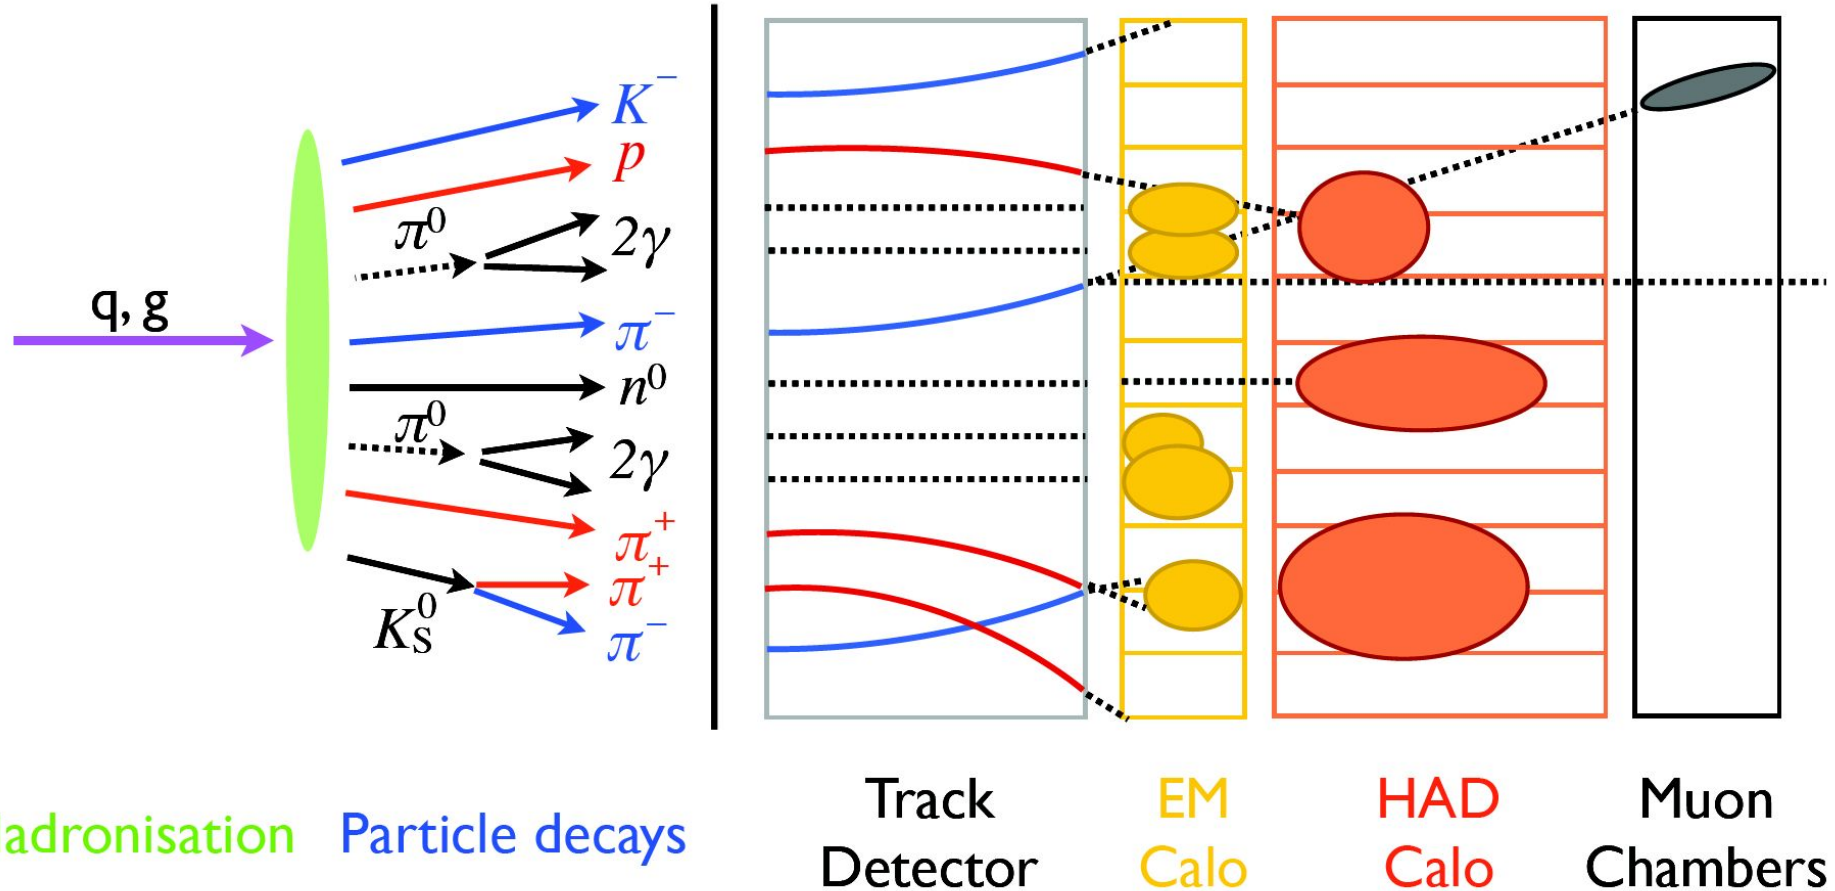 K⁻
p
π⁰
2γ
q, g
π⁻
n⁰
π⁰
2γ
π⁺
π⁺
K⁰S
π⁻
adronisation
Particle decays
Track
Detector
EM
Calo
HAD
Calo
Muon
Chambers